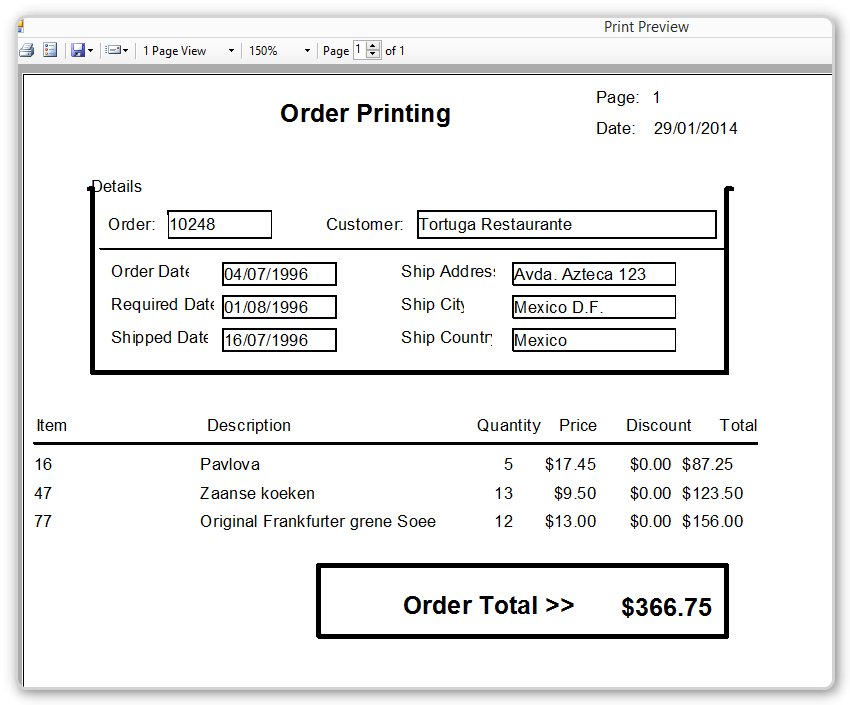 Print Preview
1 Page View 150% Page 1 of 1
Order Printing
Page: 1
Date: 29/01/2014
Details
Order: 10248 Customer: Tortuga Restaurante
Order Date 04/07/1996 Ship Address Avda. Azteca 123
Required Date 01/08/1996 Ship City Mexico D.F.
Shipped Date 16/07/1996 Ship Country Mexico
Item Description Quantity Price Discount Total
16 Pavlova 5 $17.45 $0.00 $87.25
47 Zaanse koeken 13 $9.50 $0.00 $123.50
77 Original Frankfurter grene Soee 12 $13.00 $0.00 $156.00
Order Total >> $366.75